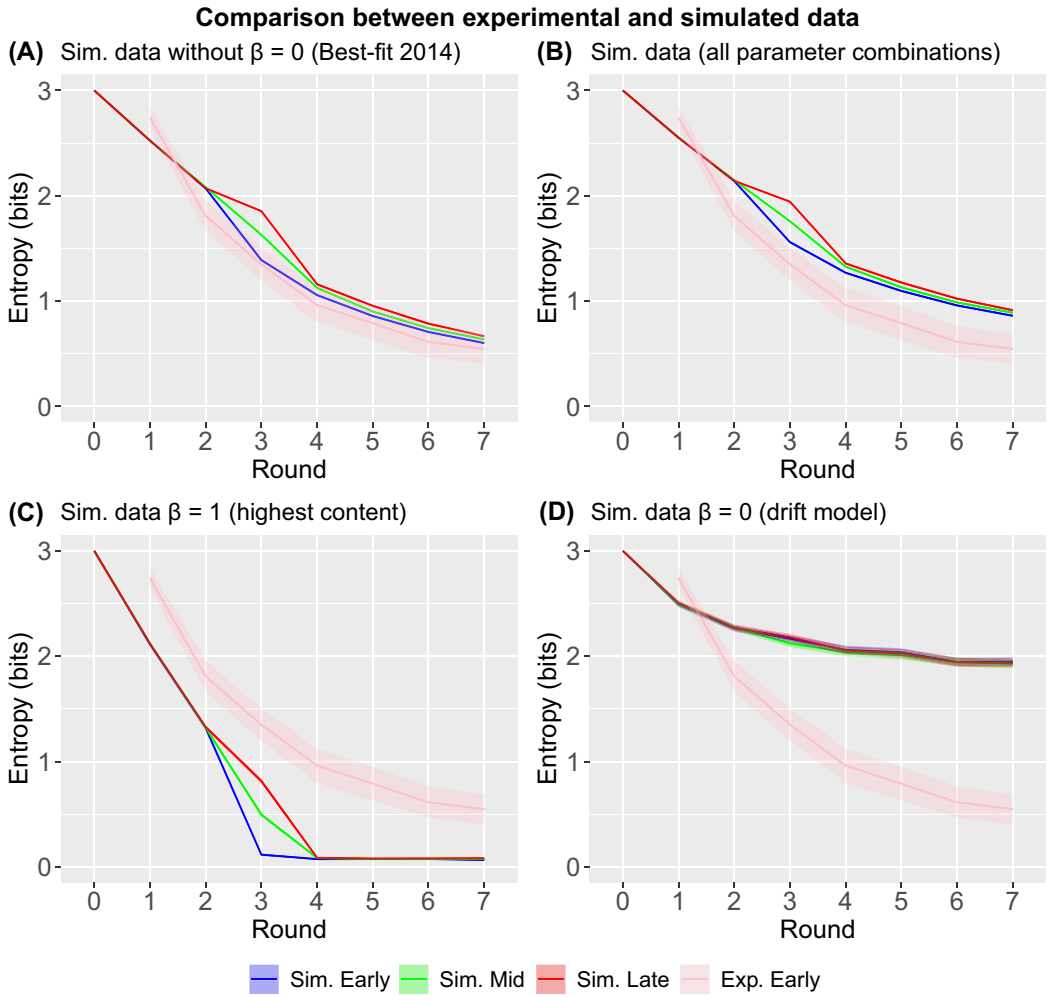 Comparison between experimental and simulated data
(A) Sim. data without β = 0 (Best-fit 2014)
Entropy (bits)
3
2
1
0
0 1 2 3 4 5 6 7
Round
(B) Sim. data (all parameter combinations)
Entropy (bits)
3
2
1
0
0 1 2 3 4 5 6 7
Round
(C) Sim. data β = 1 (highest content)
Entropy (bits)
3
2
1
0
0 1 2 3 4 5 6 7
Round
(D) Sim. data β = 0 (drift model)
Entropy (bits)
3
2
1
0
0 1 2 3 4 5 6 7
Round
Sim. Early Sim. Mid Sim. Late Exp. Early